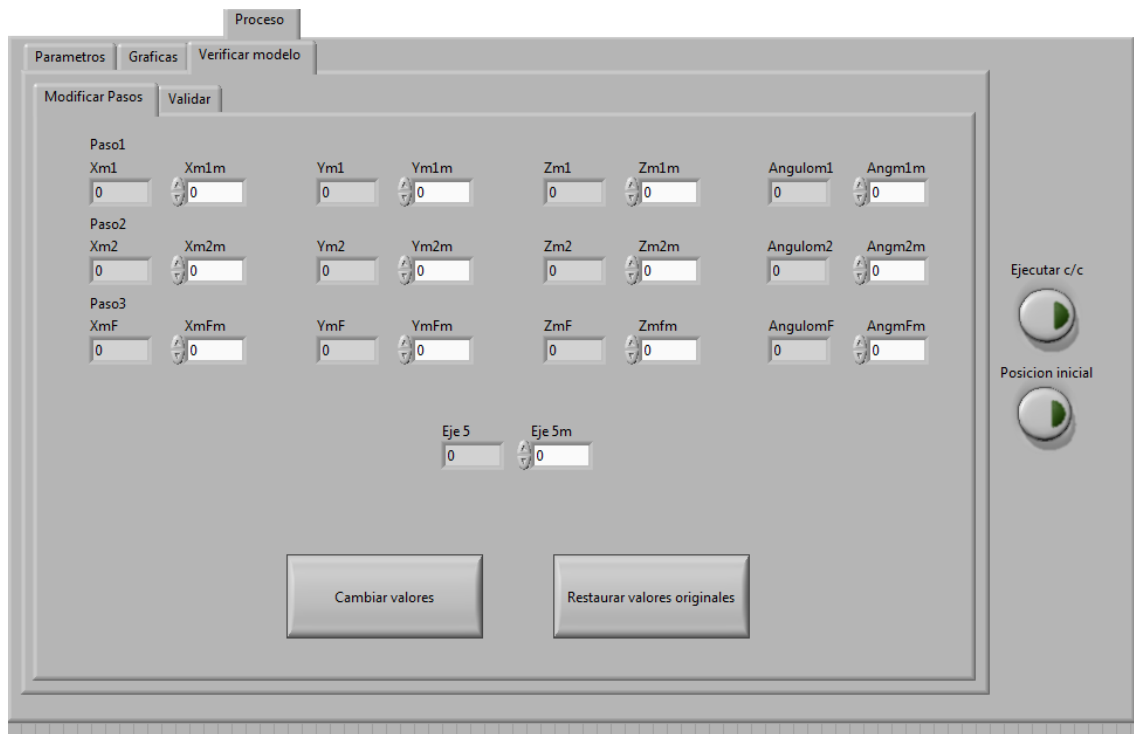 Proceso
Parametros Graficas Verificar modelo
Modificar Pasos Validar
Paso1
Xm1 Xm1m Ym1 Ym1m Zm1 Zm1m Angulom1 Angm1m
0 0 0 0 0 0 0 0
Paso2
Xm2 Xm2m Ym2 Ym2m Zm2 Zm2m Angulom2 Angm2m
0 0 0 0 0 0 0 0
Ejecutar c/c
Paso3
XmF XmFm YmF YmFm ZmF Zmfm AngulomF AngmFm
0 0 0 0 0 0 0 0
Posicion inicial
Eje 5 Eje 5m
0 0
Cambiar valores Restaurar valores originales